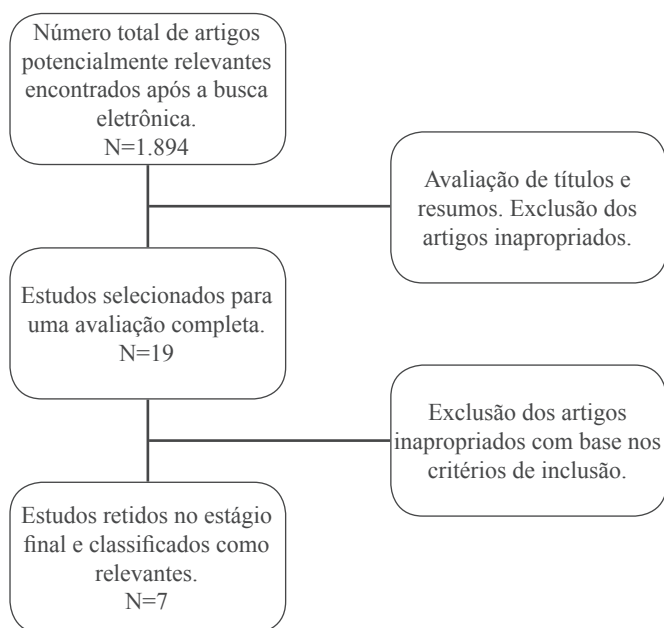 Número total de artigos
potencialmente relevantes
encontrados após a busca
eletrônica.
N=1.894
Avaliação de títulos e
resumos. Exclusão dos
artigos inapropriados.
Estudos selecionados para
uma avaliação completa.
N=19
Exclusão dos artigos
inapropriados com base nos
critérios de inclusão.
Estudos retidos no estágio
final e classificados como
relevantes.
N=7